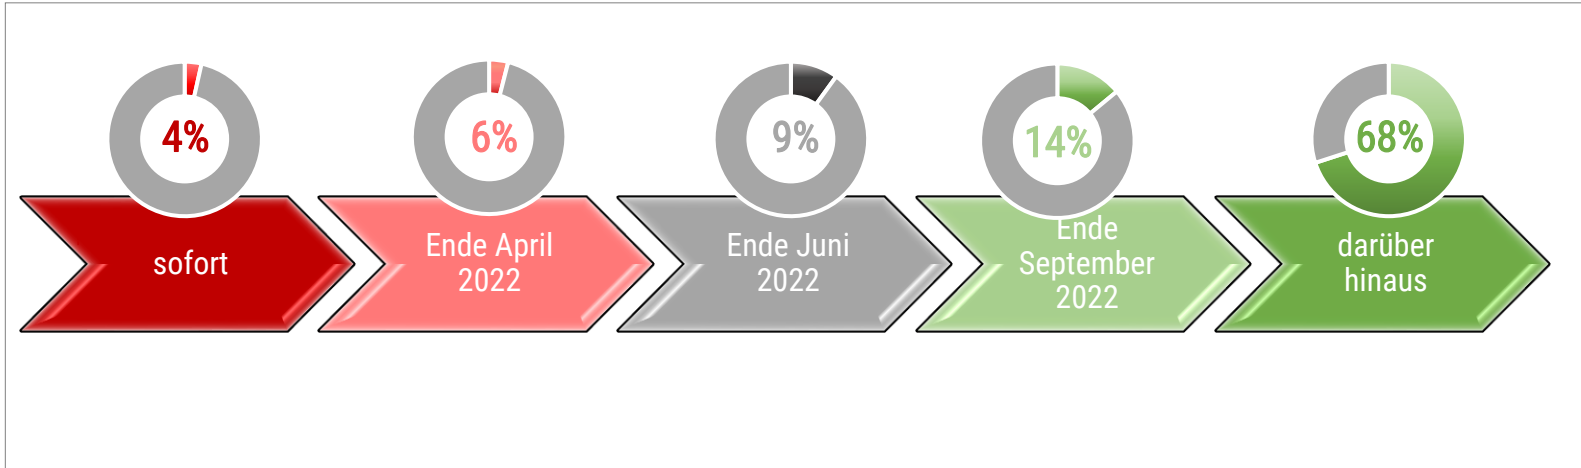 4%
6%
9%
14%
68%
sofort
Ende April
2022
Ende Juni
2022
Ende
September
2022
darüber
hinaus